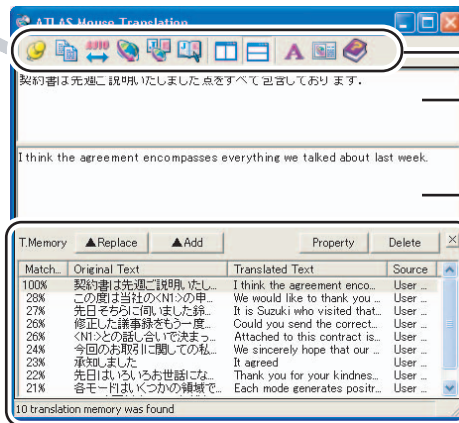 ATLAS Mouse Translation
AUTO
A
契約書は先週ご説明いたしました点をすべて包含しております.
I think the agreement encompasses everything we talked about last week.
T.Memory ▲Replace ▲Add Property Delete
Match... Original Text Translated Text Source
100% 契約書は先週ご説明いたし... I think the agreement enco... User ...
28% この度は当社の<N1:>の申... We would like to thank you ... User ...
27% 先日そちらに伺いました鈴... It is Suzuki who visited that... User ...
26% 修正した議事録をもう一度... Could you send the correct... User ...
26% <N1:>との話し合いで決まっ... Attached to this contract is... User ...
24% 今回のお取引に関しての私... We sincerely hope that our ... User ...
23% 承知しました It agreed User ...
22% 先日はいろいろお世話にな... Thank you for your kindnes... User ...
21% 各モードはいくつかの領域で... Each mode generates positr... User ...
10 translation memory was found